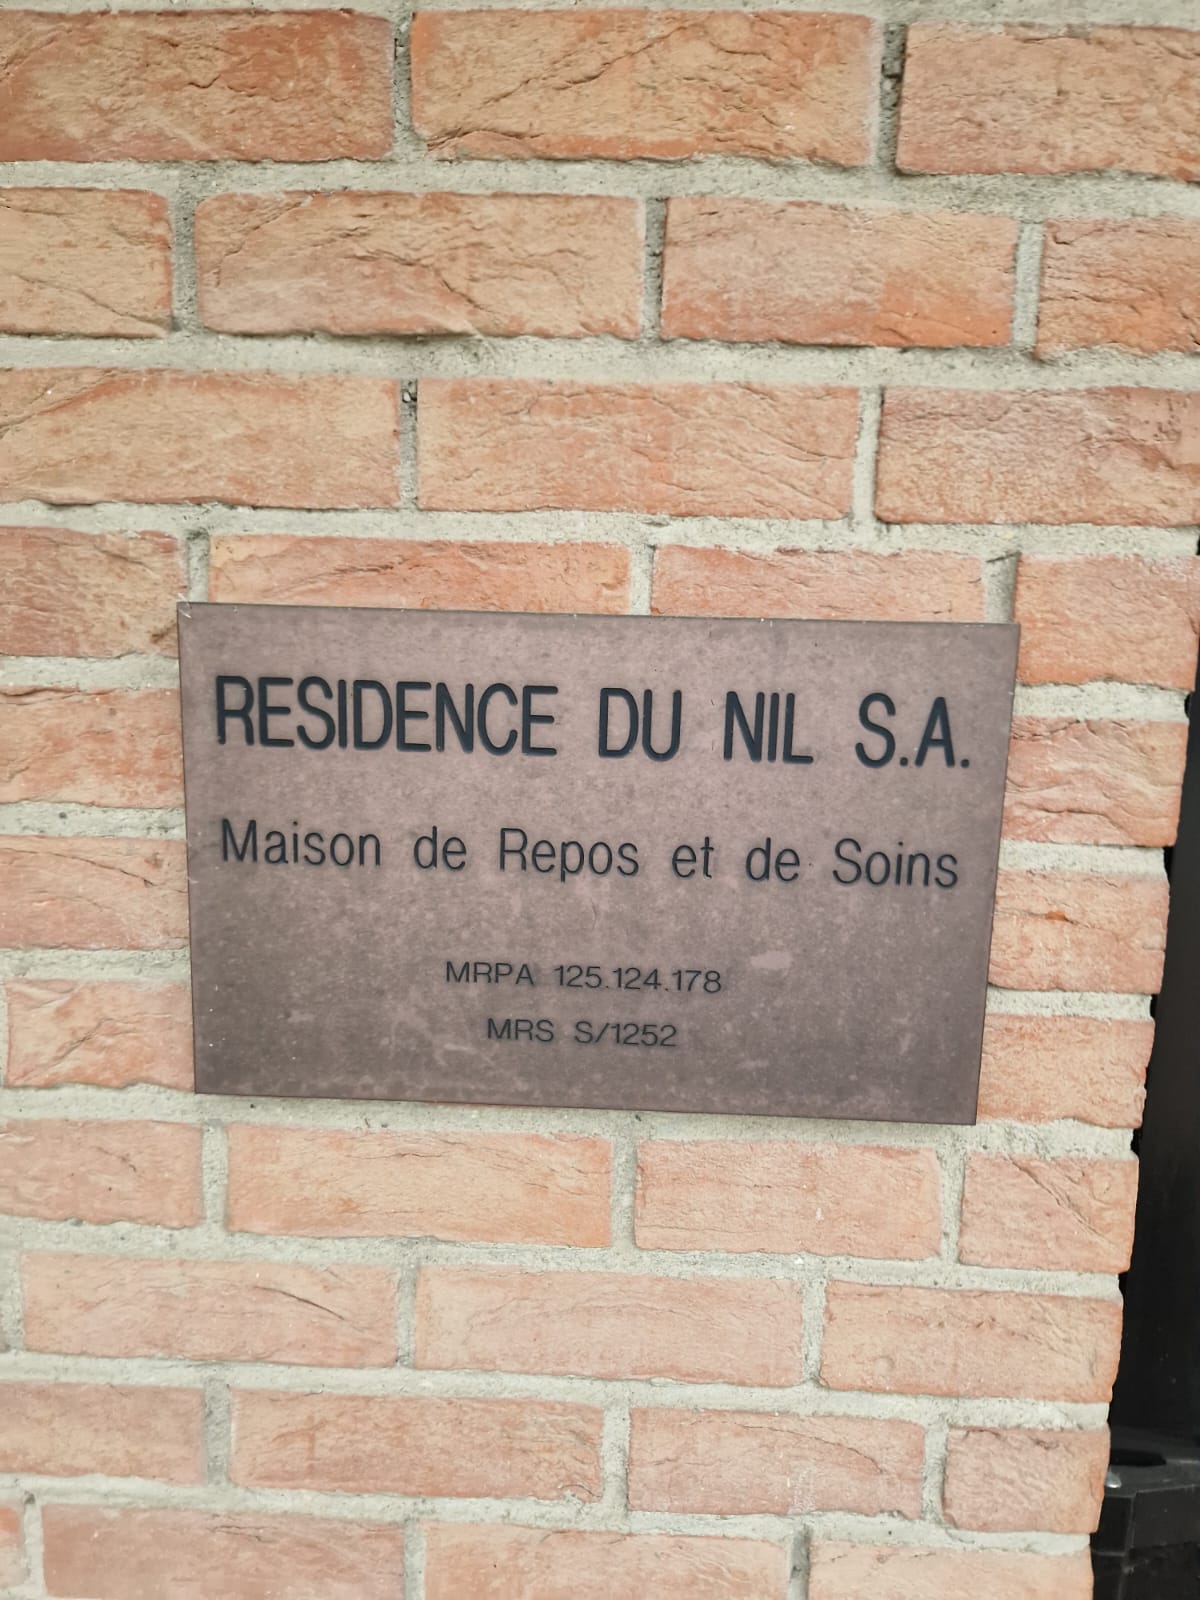 RESIDENCE DU NIL S.A.
Maison de Repos et de Soins
MRPA 125.124.178
MRS S/1252